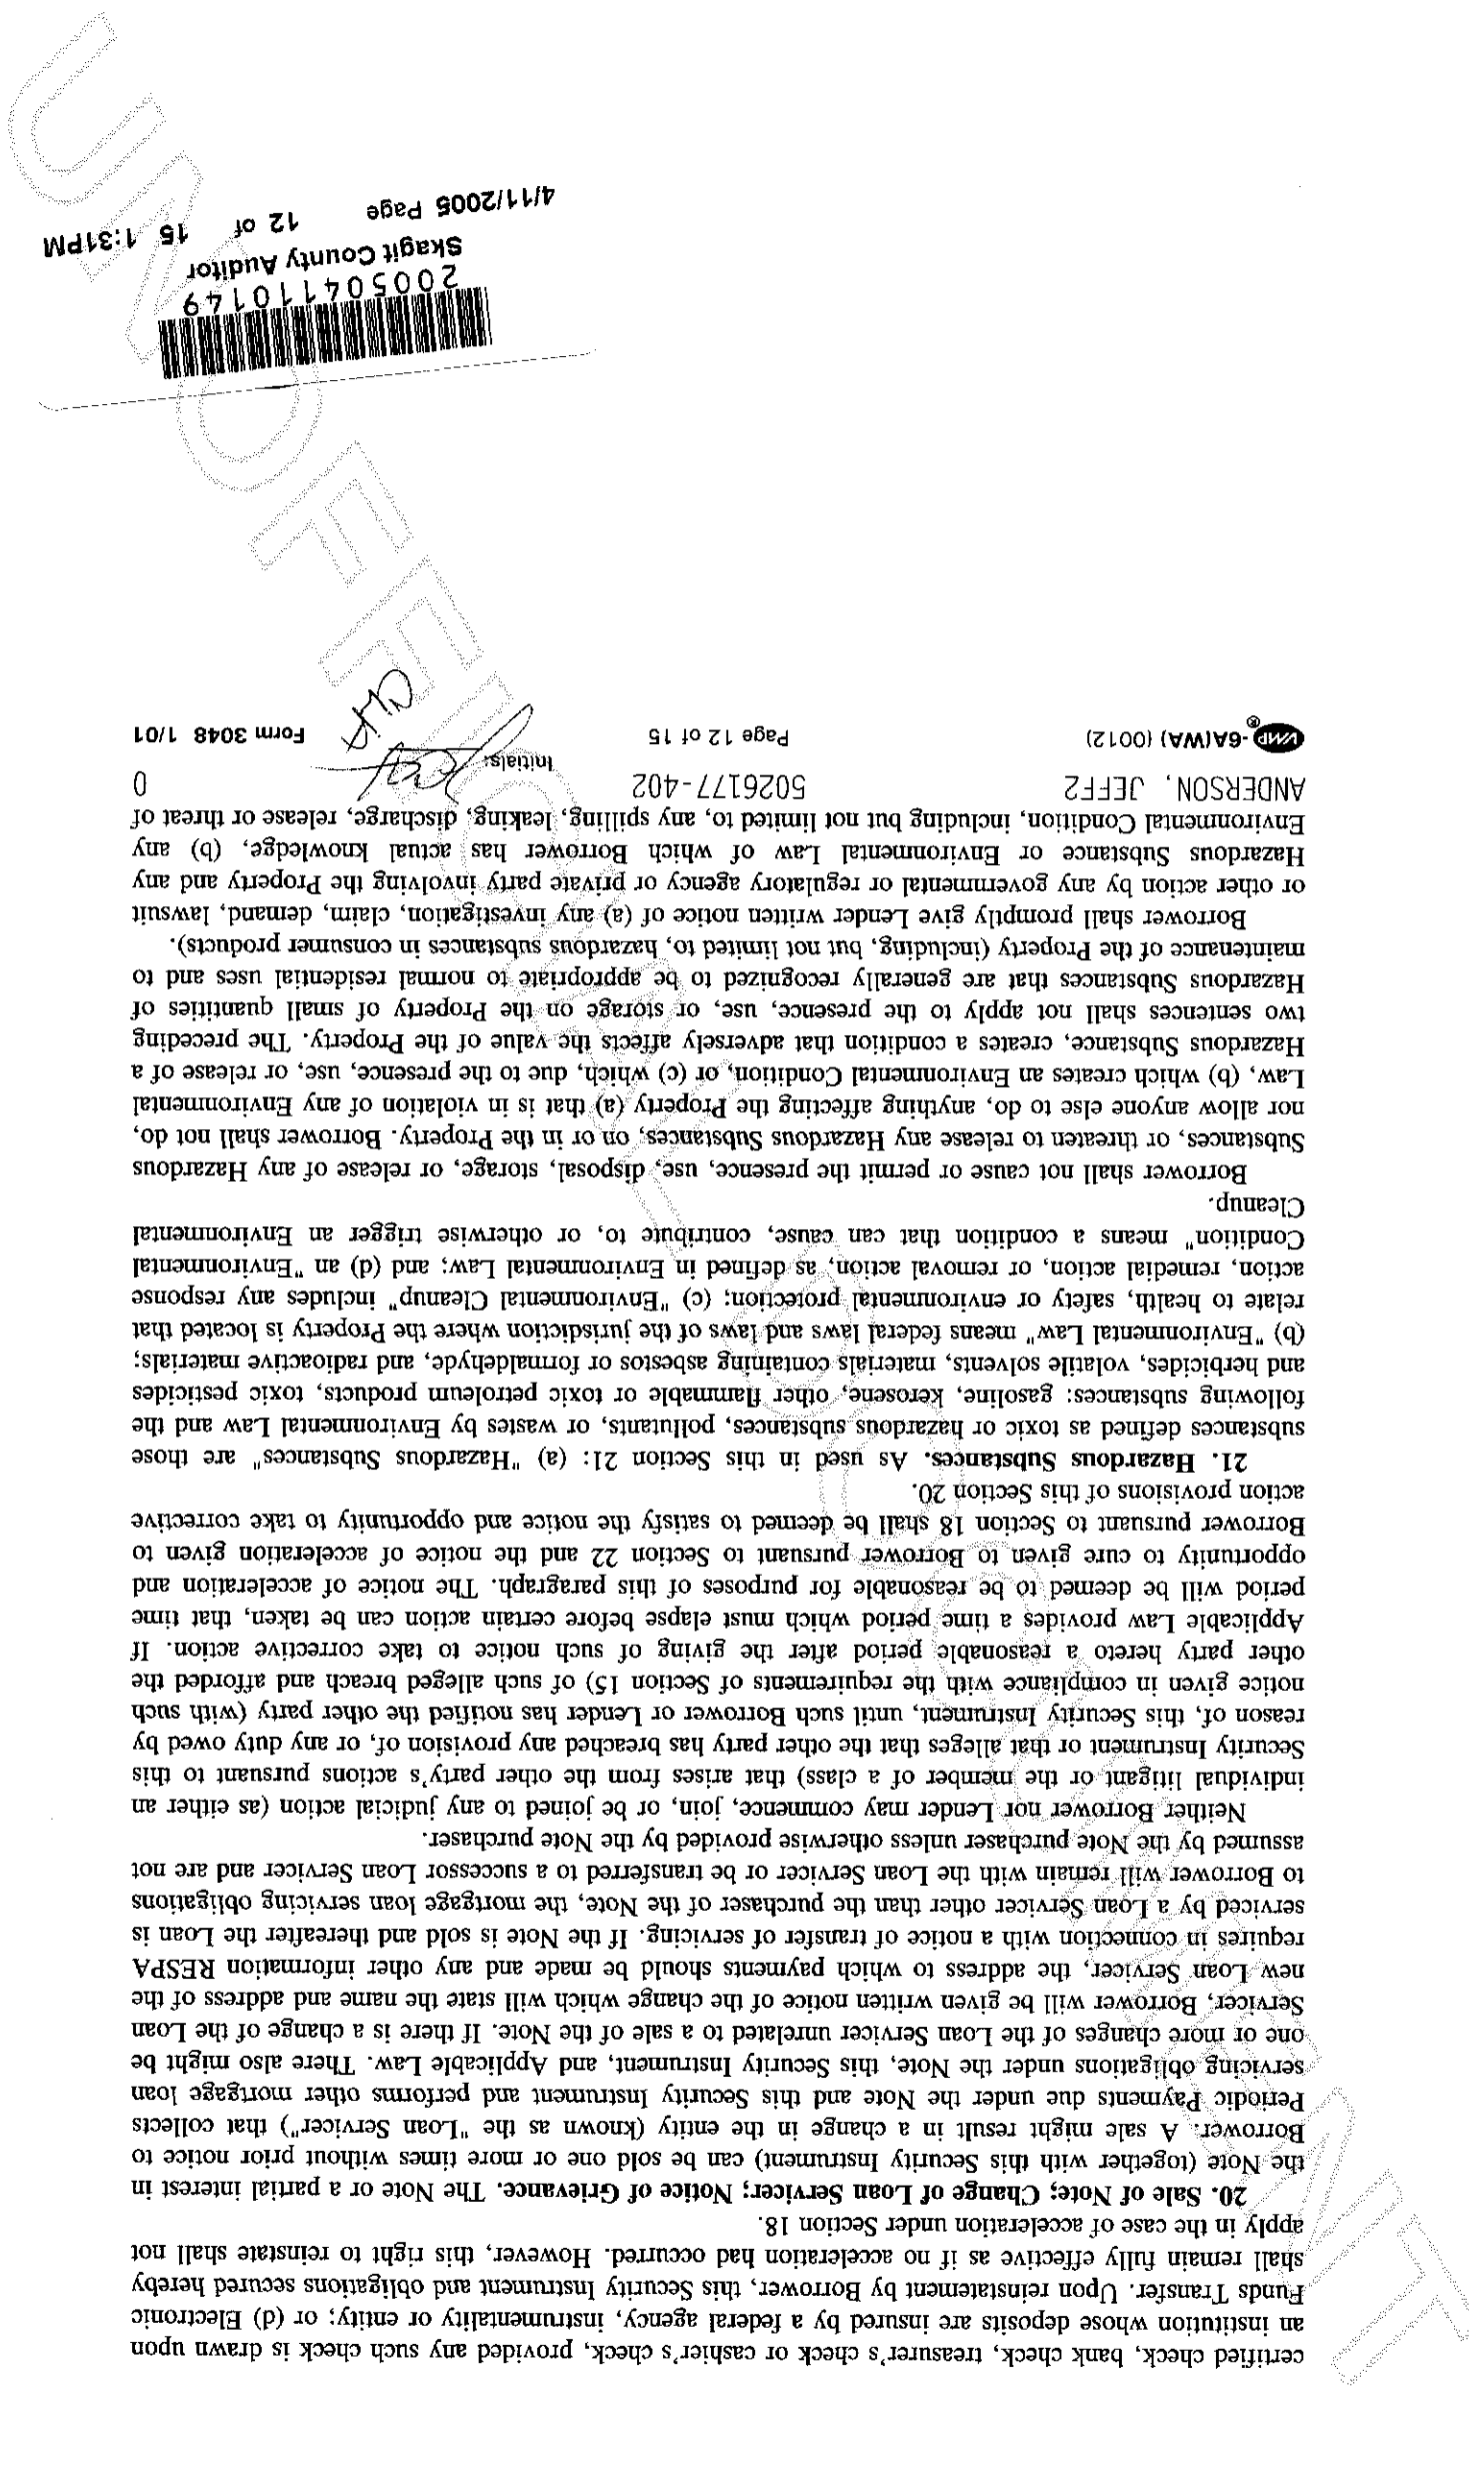 certified check, bank check, treasurer's check or cashier's check, provided any such check is drawn upon
an institution whose deposits are insured by a federal agency, instrumentality or entity; or (d) Electronic
Funds Transfer. Upon reinstatement by Borrower, this Security Instrument and obligations secured hereby
shall remain fully effective as if no acceleration had occurred. However, this right to reinstate shall not
apply in the case of acceleration under Section 18.
20. Sale of Note; Change of Loan Servicer; Notice of Grievance. The Note or a partial interest in
the Note (together with this Security Instrument) can be sold one or more times without prior notice to
Borrower. A sale might result in a change in the entity (known as the "Loan Servicer") that collects
Periodic Payments due under the Note and this Security Instrument and performs other mortgage loan
servicing obligations under the Note, this Security Instrument, and Applicable Law. There also might be
one or more changes of the Loan Servicer unrelated to a sale of the Note. If there is a change of the Loan
Servicer, Borrower will be given written notice of the change which will state the name and address of the
new Loan Servicer, the address to which payments should be made and any other information RESPA
requires in connection with a notice of transfer of servicing. If the Note is sold and thereafter the Loan is
serviced by a Loan Servicer other than the purchaser of the Note, the mortgage loan servicing obligations
to Borrower will remain with the Loan Servicer or be transferred to a successor Loan Servicer and are not
assumed by the Note purchaser unless otherwise provided by the Note purchaser.
Neither Borrower nor Lender may commence, join, or be joined to any judicial action (as either an
individual litigant or the member of a class) that arises from the other party's actions pursuant to this
Security Instrument or that alleges that the other party has breached any provision of, or any duty owed by
reason of, this Security Instrument, until such Borrower or Lender has notified the other party (with such
notice given in compliance with the requirements of Section 15) of such alleged breach and afforded the
other party hereto a reasonable period after the giving of such notice to take corrective action. If
Applicable Law provides a time period which must elapse before certain action can be taken, that time
period will be deemed to be reasonable for purposes of this paragraph. The notice of acceleration and
opportunity to cure given to Borrower pursuant to Section 22 and the notice of acceleration given to
Borrower pursuant to Section 18 shall be deemed to satisfy the notice and opportunity to take corrective
action provisions of this Section 20.
21. Hazardous Substances. As used in this Section 21: (a) "Hazardous Substances" are those
substances defined as toxic or hazardous substances, pollutants, or wastes by Environmental Law and the
following substances: gasoline, kerosene, other flammable or toxic petroleum products, toxic pesticides
and herbicides, volatile solvents, materials containing asbestos or formaldehyde, and radioactive materials;
(b) "Environmental Law" means federal laws and laws of the jurisdiction where the Property is located that
relate to health, safety or environmental protection; (c) "Environmental Cleanup" includes any response
action, remedial action, or removal action, as defined in Environmental Law; and (d) an "Environmental
Condition" means a condition that can cause, contribute to, or otherwise trigger an Environmental
Cleanup.
Borrower shall not cause or permit the presence, use, disposal, storage, or release of any Hazardous
Substances, or threaten to release any Hazardous Substances, on or in the Property. Borrower shall not do,
nor allow anyone else to do, anything affecting the Property (a) that is in violation of any Environmental
Law, (b) which creates an Environmental Condition, or (c) which, due to the presence, use, or release of a
Hazardous Substance, creates a condition that adversely affects the value of the Property. The preceding
two sentences shall not apply to the presence, use, or storage on the Property of small quantities of
Hazardous Substances that are generally recognized to be appropriate to normal residential uses and to
maintenance of the Property (including, but not limited to, hazardous substances in consumer products).
Borrower shall promptly give Lender written notice of (a) any investigation, claim, demand, lawsuit
or other action by any governmental or regulatory agency or private party involving the Property and any
Hazardous Substance or Environmental Law of which Borrower has actual knowledge, (b) any
Environmental Condition, including but not limited to, any spilling, leaking, discharge, release or threat of
ANDERSON, JEFF2 5026177-402 0
Initials:
VMP®-6A(WA) (0012) Page 12 of 15 Form 3048 1/01
200504110149
Skagit County Auditor
4/11/2005 Page 12 of 15 1:31PM
UNOFFICIAL DOCUMENT